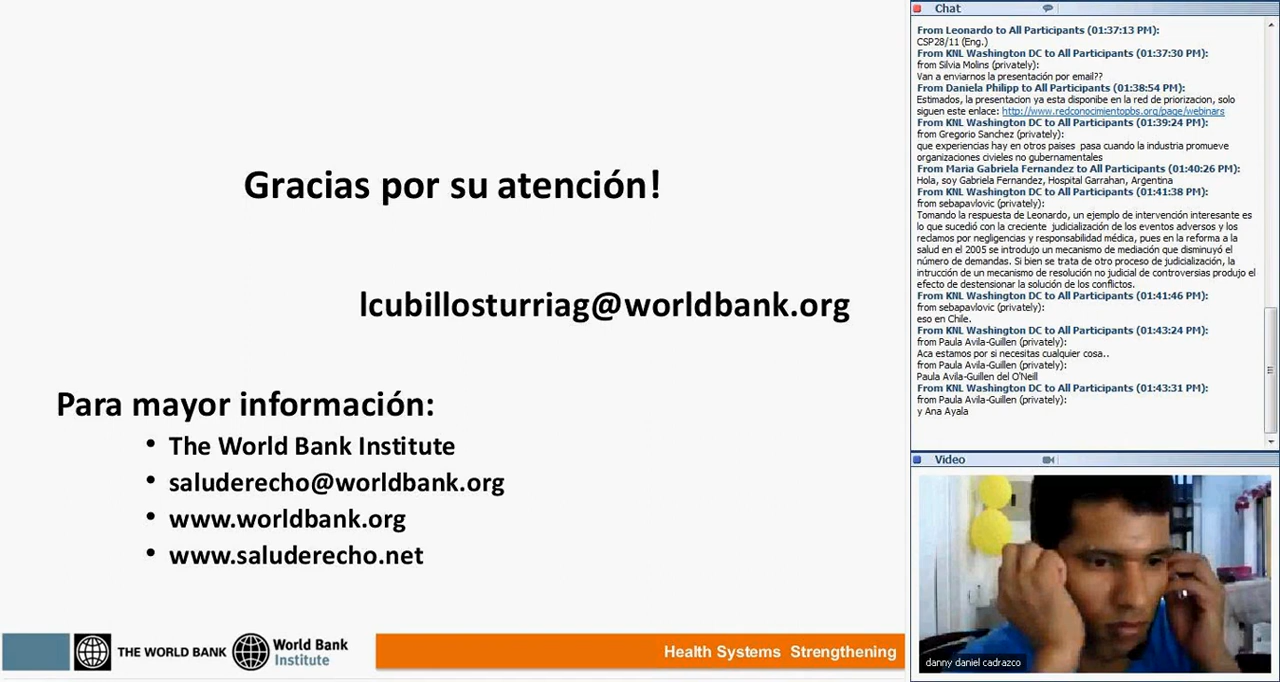 Gracias por su atención!
lcubillosturriag@worldbank.org
Para mayor información:
• The World Bank Institute
• saluderecho@worldbank.org
• www.worldbank.org
• www.saluderecho.net
THE WORLD BANK
World Bank
Institute
Health Systems Strengthening
Chat
From Leonardo to All Participants (01:37:13 PM):
CSP28/11 (Eng.)
From KNL Washington DC to All Participants (01:37:30 PM):
from Silvia Molins (privately):
Van a enviarnos la presentación por email??
From Daniela Philipp to All Participants (01:38:54 PM):
Estimados, la presentacion ya esta disponibe en la red de priorizacion, solo
siguen este enlace: http://www.redconocimientopbs.org/page/webinars
From KNL Washington DC to All Participants (01:39:24 PM):
from Gregorio Sanchez (privately):
que experiencias hay en otros paises pasa cuando la industria promueve
organizaciones civieles no gubernamentales
From Maria Gabriela Fernandez to All Participants (01:40:26 PM):
Hola, soy Gabriela Fernandez, Hospital Garrahan, Argentina
From KNL Washington DC to All Participants (01:41:38 PM):
from sebapavlovic (privately):
Tomando la respuesta de Leonardo, un ejemplo de intervención interesante es
lo que sucedió con la creciente judicialización de los eventos adversos y los
reclamos por negligencias y responsabilidad médica, pues en la reforma a la
salud en el 2005 se introdujo un mecanismo de mediación que disminuyó el
número de demandas. Si bien se trata de otro proceso de judicialización, la
intrucción de un mecanismo de resolución no judicial de controversias produjo el
efecto de destensionar la solución de los conflictos.
From KNL Washington DC to All Participants (01:41:46 PM):
from sebapavlovic (privately):
eso en Chile.
From KNL Washington DC to All Participants (01:43:24 PM):
from Paula Avila-Guillen (privately):
Aca estamos por si necesitas cualquier cosa..
from Paula Avila-Guillen (privately):
Paula Avila-Guillen del O'Neill
From KNL Washington DC to All Participants (01:43:31 PM):
from Paula Avila-Guillen (privately):
y Ana Ayala
Video
danny daniel cadrazco